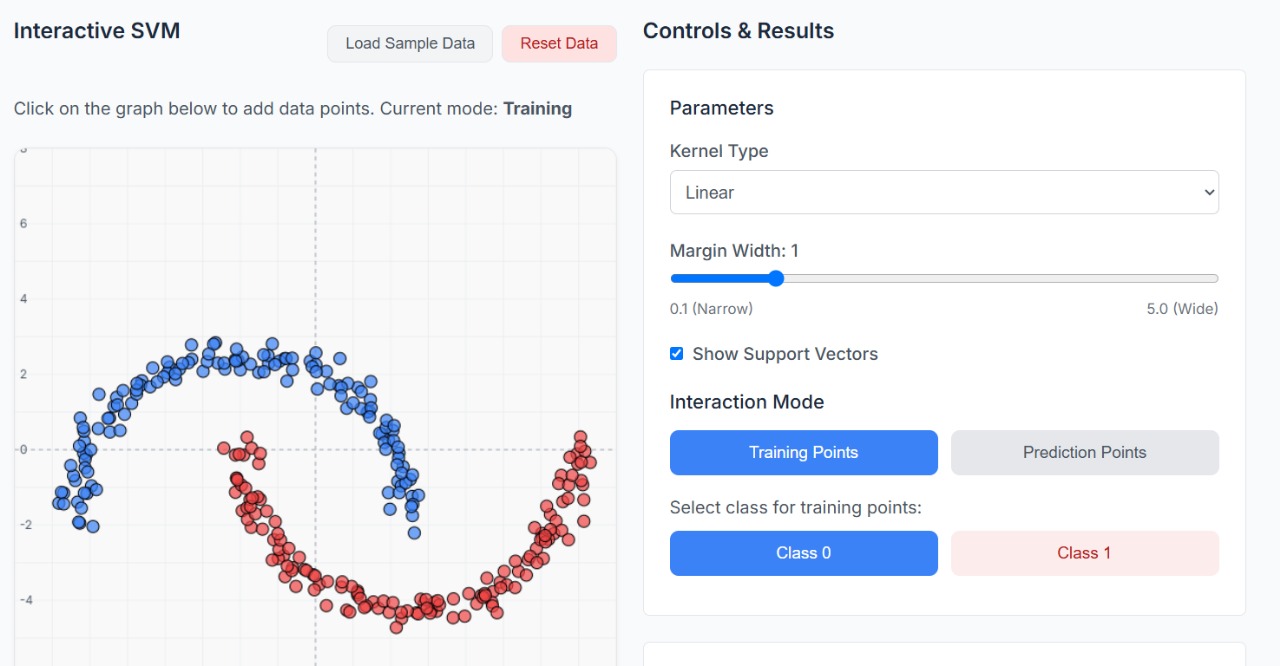 Interactive SVM
Load Sample Data
Reset Data
Click on the graph below to add data points. Current mode: Training
6
4
2
0
-2
-4
Controls & Results
Parameters
Kernel Type
Linear
Margin Width: 1
0.1 (Narrow)
5.0 (Wide)
Show Support Vectors
Interaction Mode
Training Points
Prediction Points
Select class for training points:
Class 0
Class 1